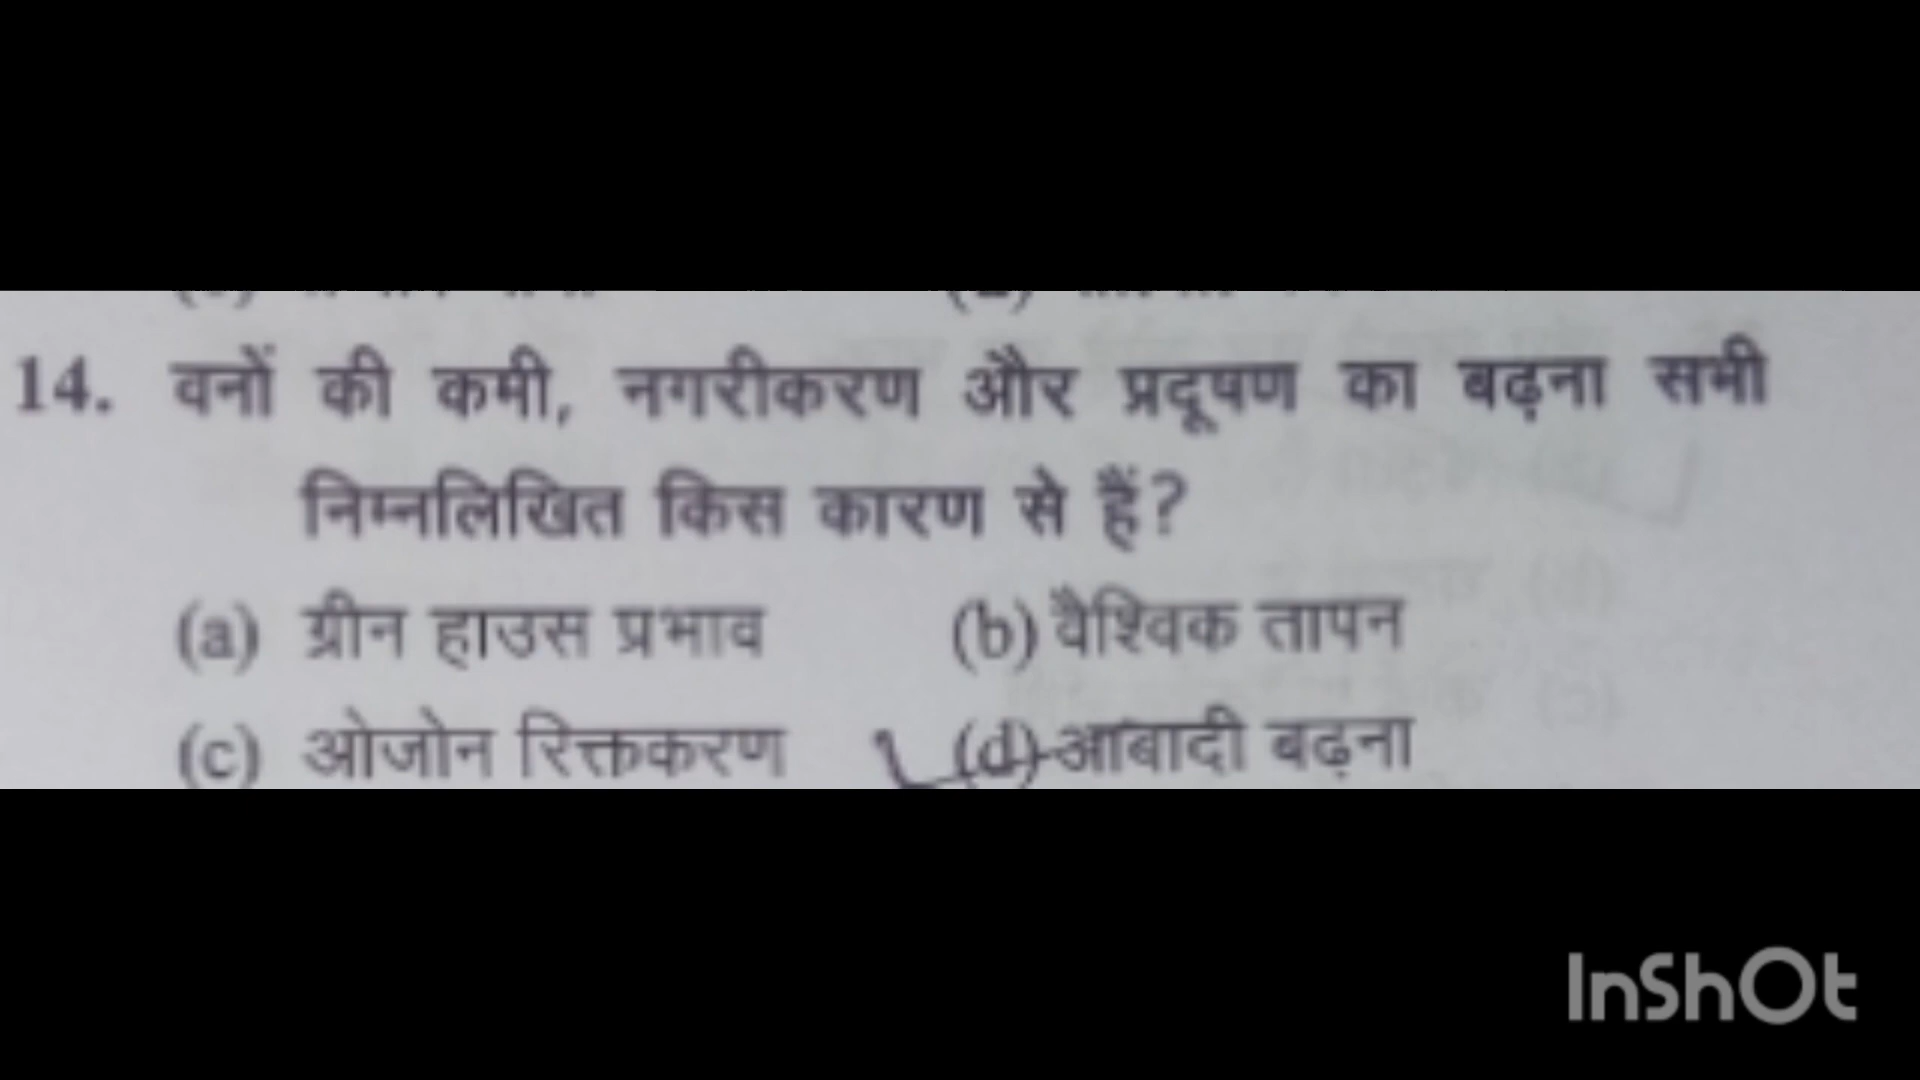 14. वनों की कमी, नगरीकरण और प्रदूषण का बढ़ना सभी
निम्नलिखित किस कारण से हैं?
(a) ग्रीन हाउस प्रभाव (b) वैश्विक तापन
(c) ओजोन रिक्तकरण (d) आबादी बढ़ना
InShOt